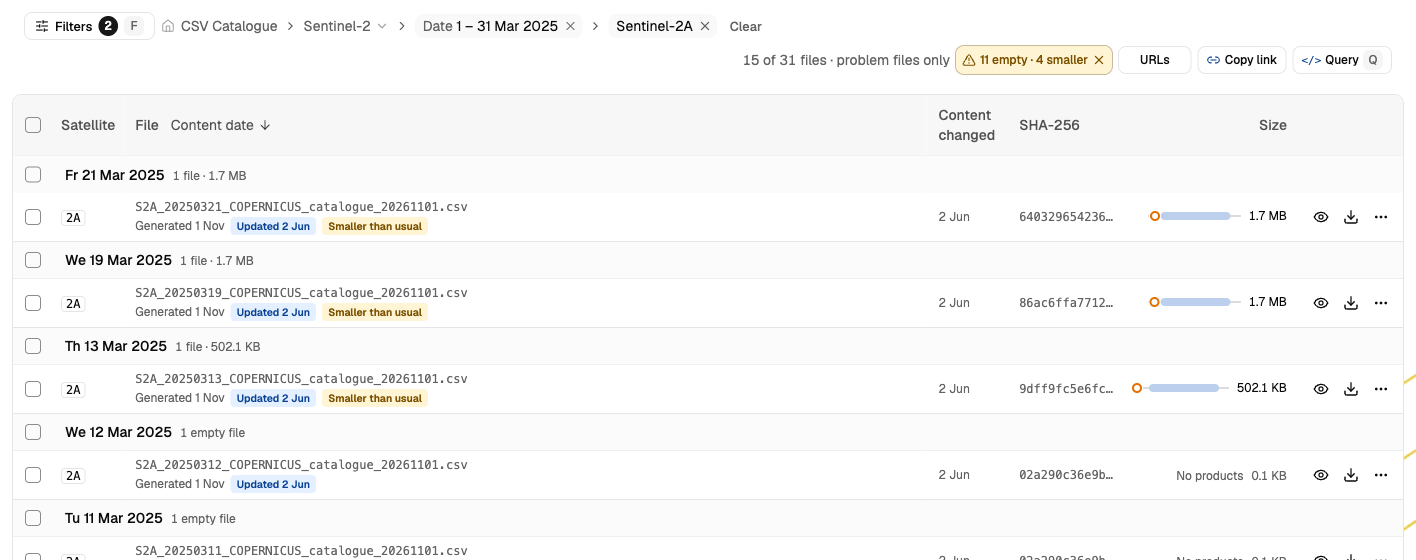 Filters 2 F CSV Catalogue Sentinel-2 Date 1 – 31 Mar 2025 Sentinel-2A Clear
15 of 31 files · problem files only 11 empty · 4 smaller URLs Copy link </> Query Q
Satellite File Content date Content changed SHA-256 Size
Fr 21 Mar 2025 1 file · 1.7 MB
2A S2A_20250321_COPERNICUS_catalogue_20261101.csv 2 Jun 640329654236… 1.7 MB
Generated 1 Nov Updated 2 Jun Smaller than usual
We 19 Mar 2025 1 file · 1.7 MB
2A S2A_20250319_COPERNICUS_catalogue_20261101.csv 2 Jun 86ac6ffa7712… 1.7 MB
Generated 1 Nov Updated 2 Jun Smaller than usual
Th 13 Mar 2025 1 file · 502.1 KB
2A S2A_20250313_COPERNICUS_catalogue_20261101.csv 2 Jun 9dff9fc5e6fc… 502.1 KB
Generated 1 Nov Updated 2 Jun Smaller than usual
We 12 Mar 2025 1 empty file
2A S2A_20250312_COPERNICUS_catalogue_20261101.csv 2 Jun 02a290c36e9b… No products 0.1 KB
Generated 1 Nov Updated 2 Jun
Tu 11 Mar 2025 1 empty file
S2A_20250311_COPERNICUS_catalogue_20261101.csv